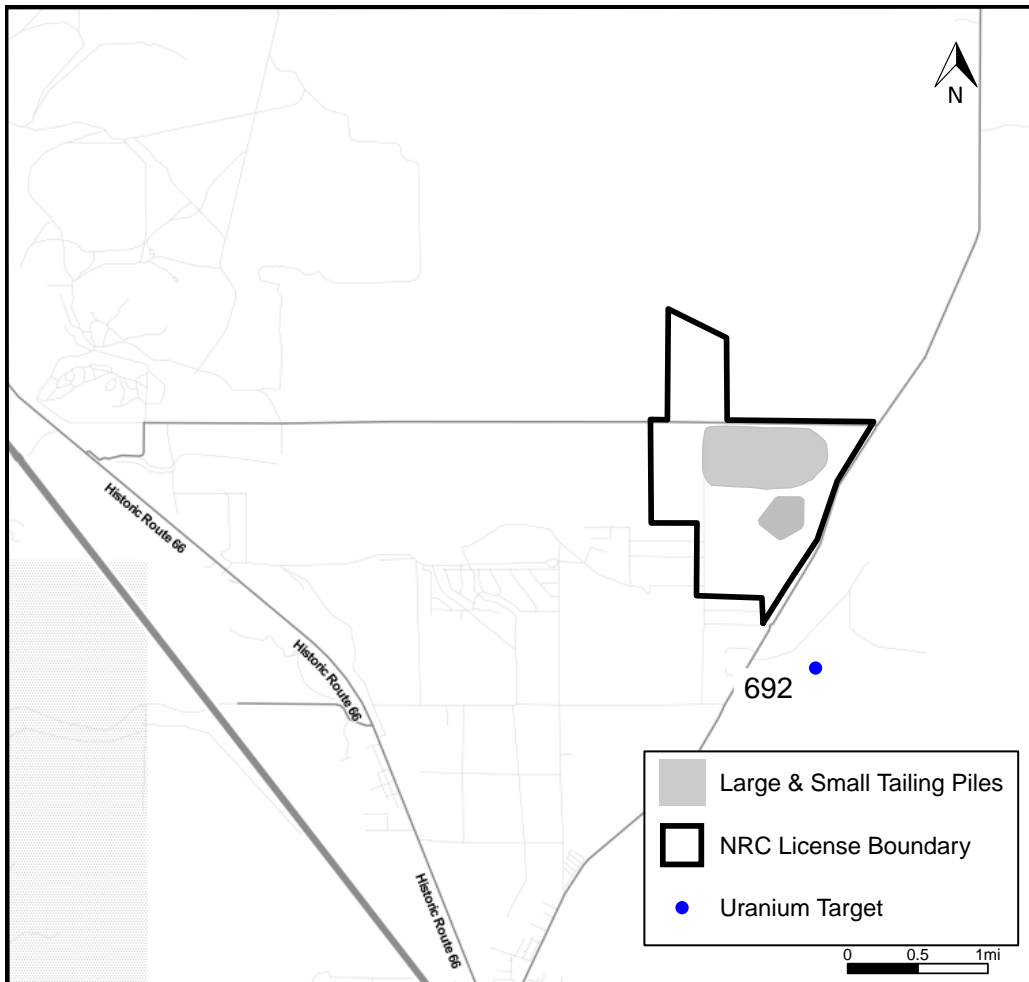 N
Historic Route 66
Historic Route 66
692
Large & Small Tailing Piles
NRC License Boundary
Historic Route 66
Uranium Target
0 0.5 1mi